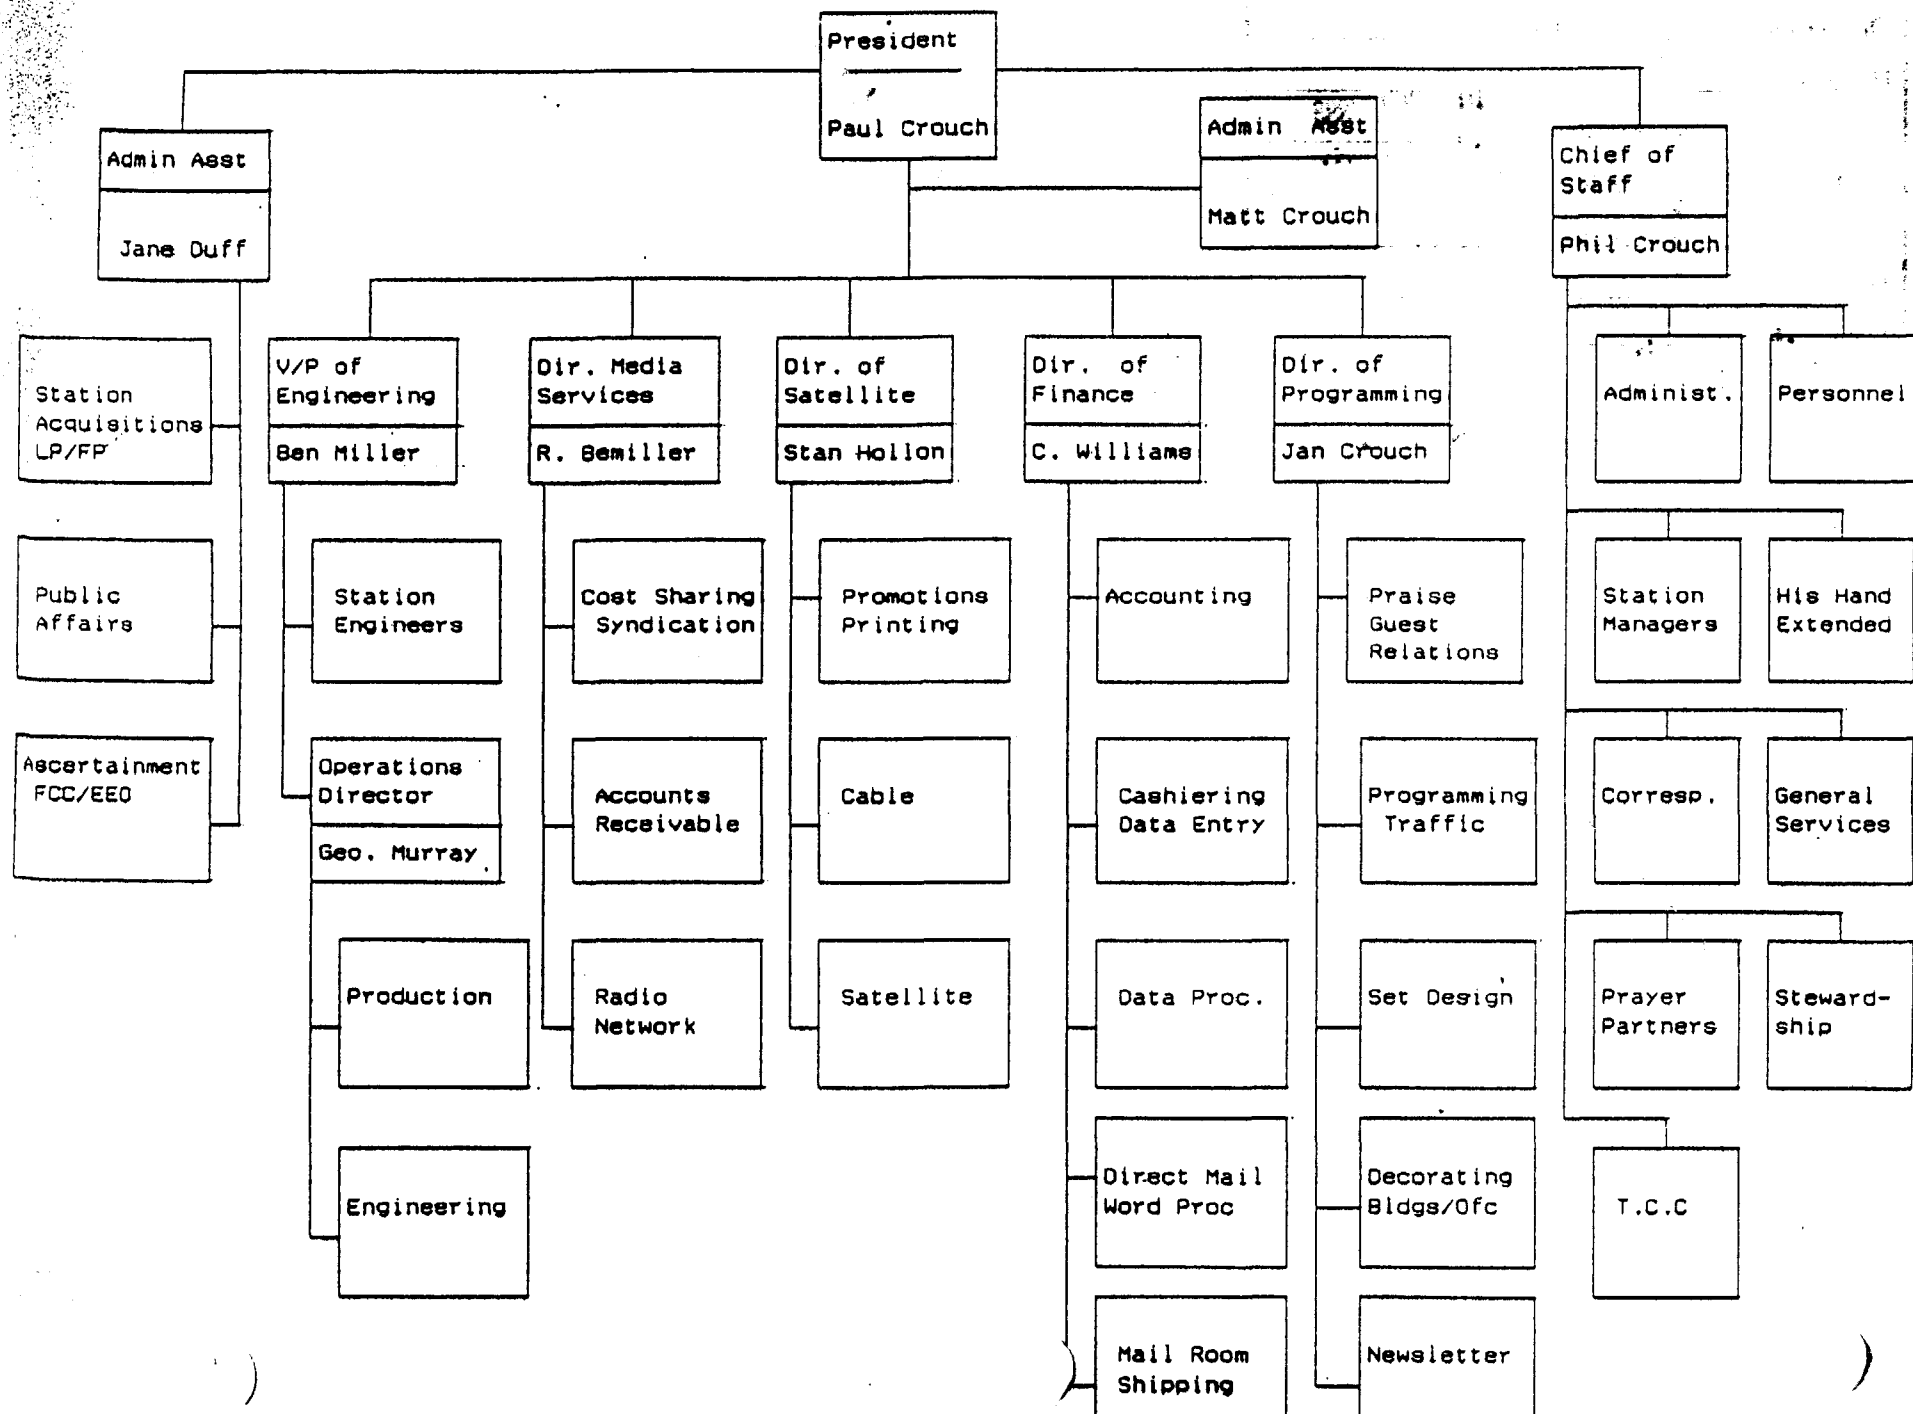 President
Paul Crouch
Admin Asst
Jane Duff
Admin Asst
Matt Crouch
Chief of
Staff
Phil Crouch
Station
Acquisitions
LP/FP
Public
Affairs
Ascertainment
FCC/EEO
V/P of
Engineering
Ben Miller
Station
Engineers
Operations
Director
Geo. Murray
Production
Engineering
Dir. Media
Services
R. Bemiller
Cost Sharing
Syndication
Accounts
Receivable
Radio
Network
Dir. of
Satellite
Stan Hollon
Promotions
Printing
Cable
Satellite
Dir. of
Finance
C. Williams
Accounting
Cashiering
Data Entry
Data Proc.
Direct Mail
Word Proc
Mail Room
Shipping
Dir. of
Programming
Jan Crouch
Praise
Guest
Relations
Programming
Traffic
Set Design
Decorating
Bldgs/Ofc
Newsletter
Administ.
Personnel
Station
Managers
His Hand
Extended
Corresp.
General
Services
Prayer
Partners
Steward-
ship
T.C.C